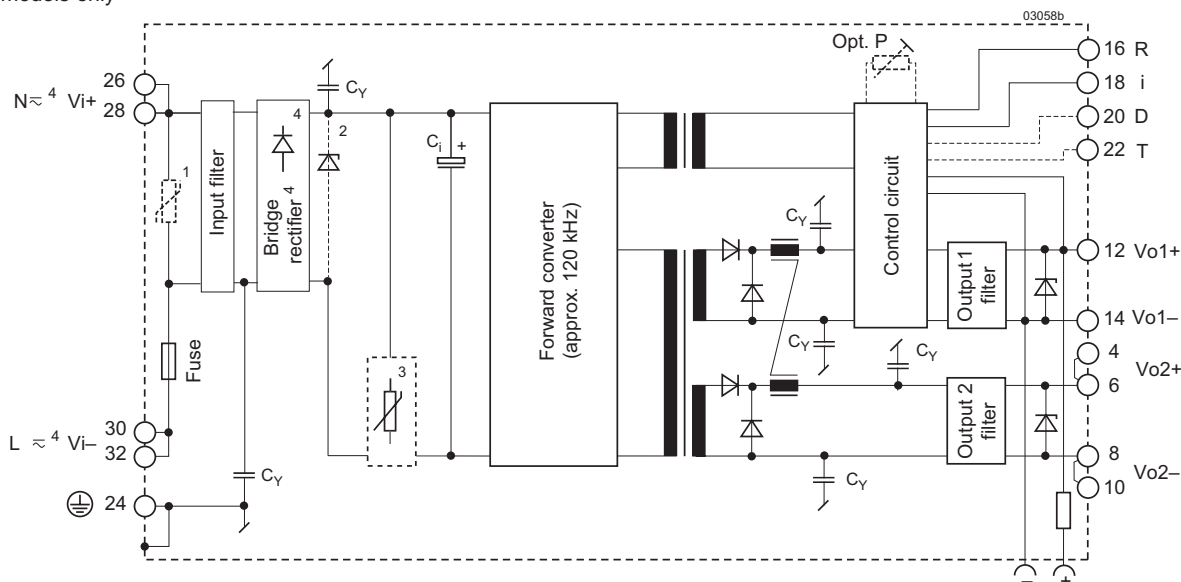 models only
03058b
Opt. P
16 R
18 i
20 D
22 T
26
N ≂ 4 Vi+
28
CY
4
2
Ci +
1
Input filter
Bridge
rectifier 4
Forward converter
(approx. 120 kHz)
Control circuit
CY
12 Vo1+
Output 1
filter
14 Vo1–
CY
CY
4
Vo2+
6
Fuse
3
Output 2
filter
30
L ≂ 4 Vi–
32
8
Vo2–
10
CY
CY
24
– +